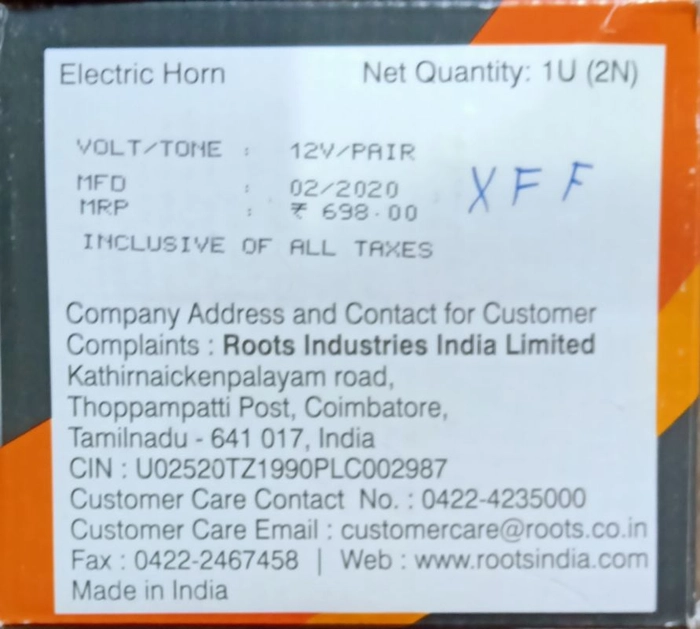 Electric Horn Net Quantity: 1U (2N)
VOLT/TONE : 12V/PAIR
MFD : 02/2020
MRP : ₹ 698.00
XFF
INCLUSIVE OF ALL TAXES
Company Address and Contact for Customer
Complaints : Roots Industries India Limited
Kathirnaickenpalayam road,
Thoppampatti Post, Coimbatore,
Tamilnadu - 641 017, India
CIN : U02520TZ1990PLC002987
Customer Care Contact No. : 0422-4235000
Customer Care Email : customercare@roots.co.in
Fax : 0422-2467458 | Web : www.rootsindia.com
Made in India